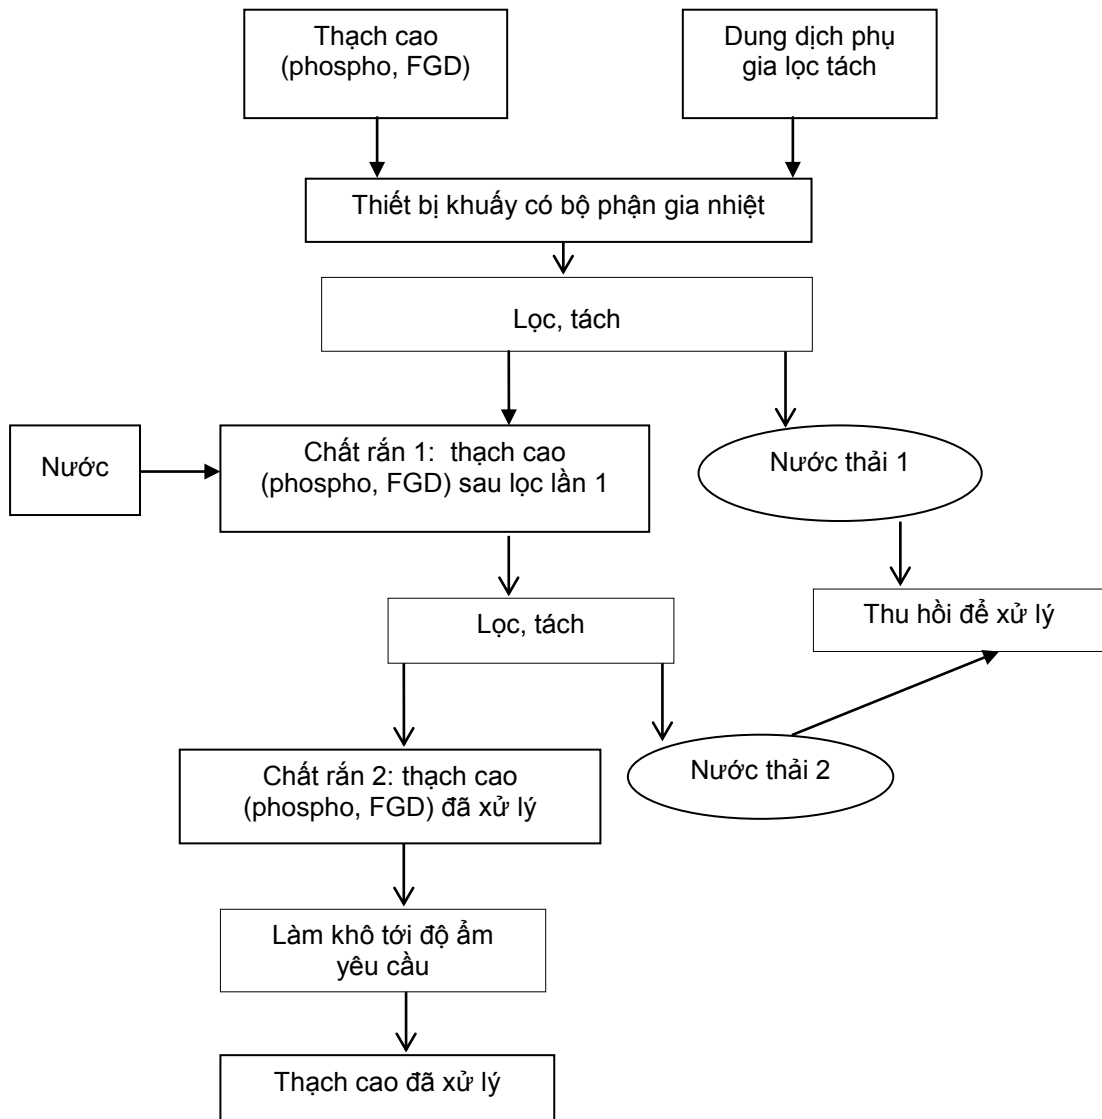 Thạch cao
(phospho, FGD)
Dung dịch phụ
gia lọc tách
Thiết bị khuấy có bộ phận gia nhiệt
Lọc, tách
Nước
Chất rắn 1: thạch cao
(phospho, FGD) sau lọc lần 1
Nước thải 1
Lọc, tách
Thu hồi để xử lý
Chất rắn 2: thạch cao
(phospho, FGD) đã xử lý
Nước thải 2
Làm khô tới độ ẩm
yêu cầu
Thạch cao đã xử lý